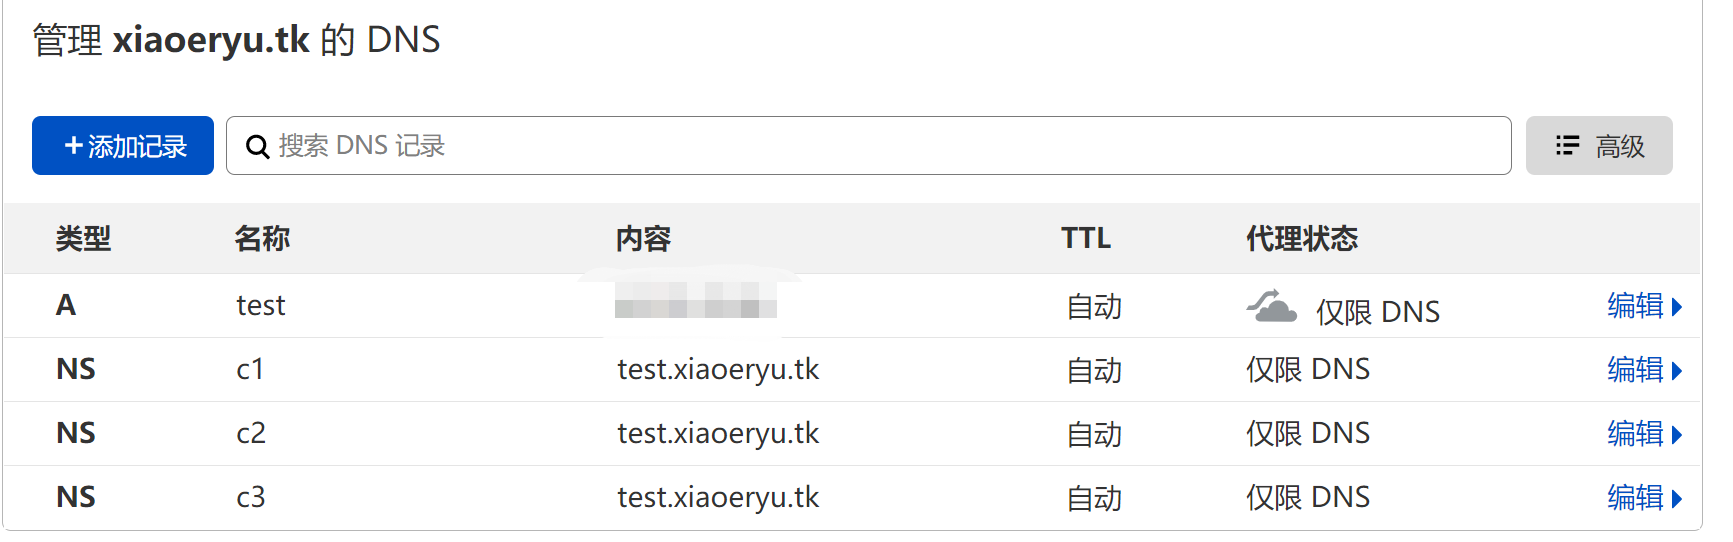 管理 xiaoeryu.tk 的 DNS
+添加记录 搜索 DNS 记录 高级
类型 名称 内容 TTL 代理状态
A test 自动 仅限 DNS 编辑
NS c1 test.xiaoeryu.tk 自动 仅限 DNS 编辑
NS c2 test.xiaoeryu.tk 自动 仅限 DNS 编辑
NS c3 test.xiaoeryu.tk 自动 仅限 DNS 编辑